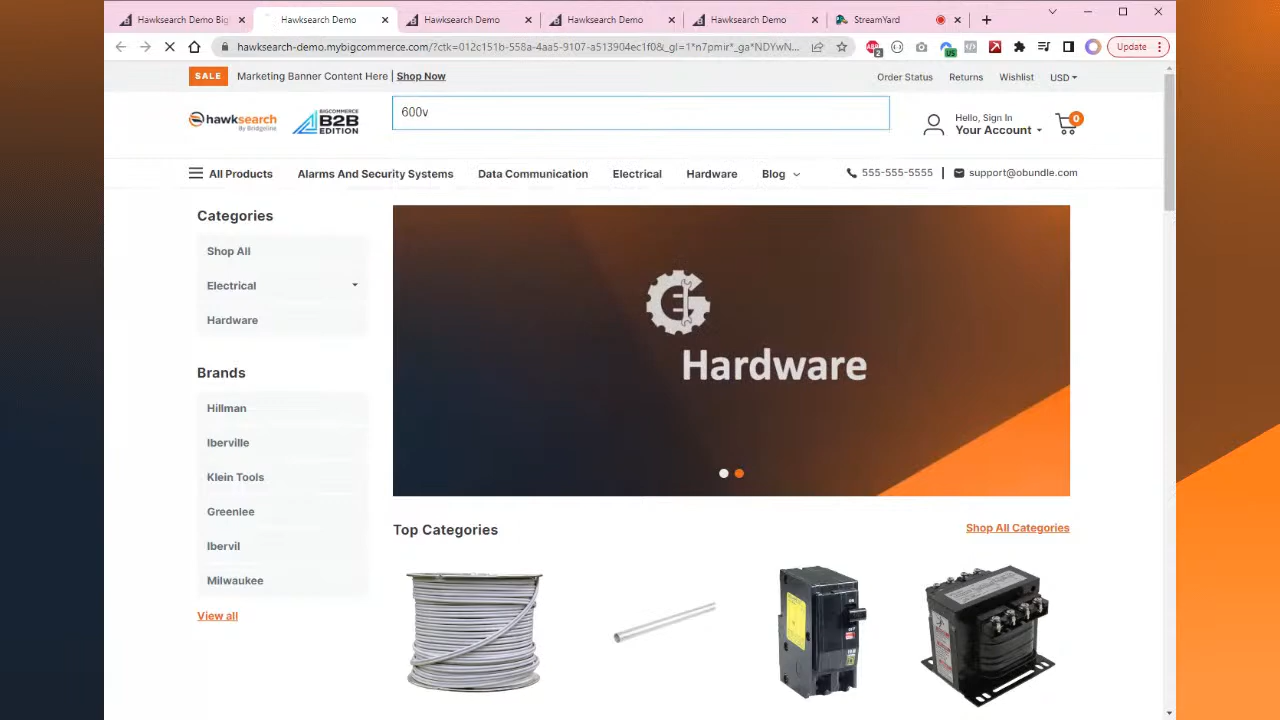 Hawksearch Demo Big
Hawksearch Demo
Hawksearch Demo
Hawksearch Demo
Hawksearch Demo
StreamYard
hawksearch-demo.mybigcommerce.com/?ctk=012c151b-558a-4aa5-9107-a513904ec1f0&_gl=1*n7pmir*_ga*NDYwN...
Update
SALE
Marketing Banner Content Here | Shop Now
Order Status
Returns
Wishlist
USD
hawksearch
By Bridgeline
BIGCOMMERCE
B2B
EDITION
600v
Hello, Sign In
Your Account
0
All Products
Alarms And Security Systems
Data Communication
Electrical
Hardware
Blog
555-555-5555
support@obundle.com
Categories
Shop All
Electrical
Hardware
Brands
Hillman
Iberville
Klein Tools
Greenlee
Ibervil
Milwaukee
View all
Hardware
Top Categories
Shop All Categories